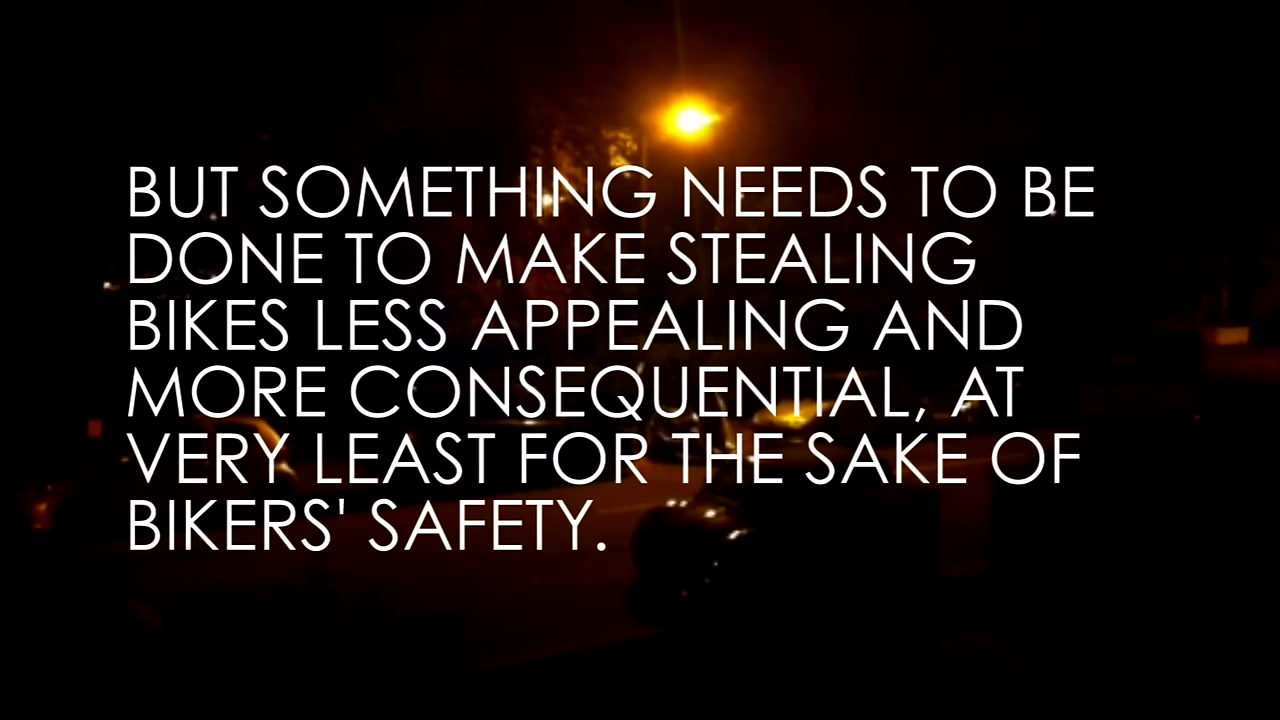 BUT SOMETHING NEEDS TO BE
DONE TO MAKE STEALING
BIKES LESS APPEALING AND
MORE CONSEQUENTIAL, AT
VERY LEAST FOR THE SAKE OF
BIKERS' SAFETY.